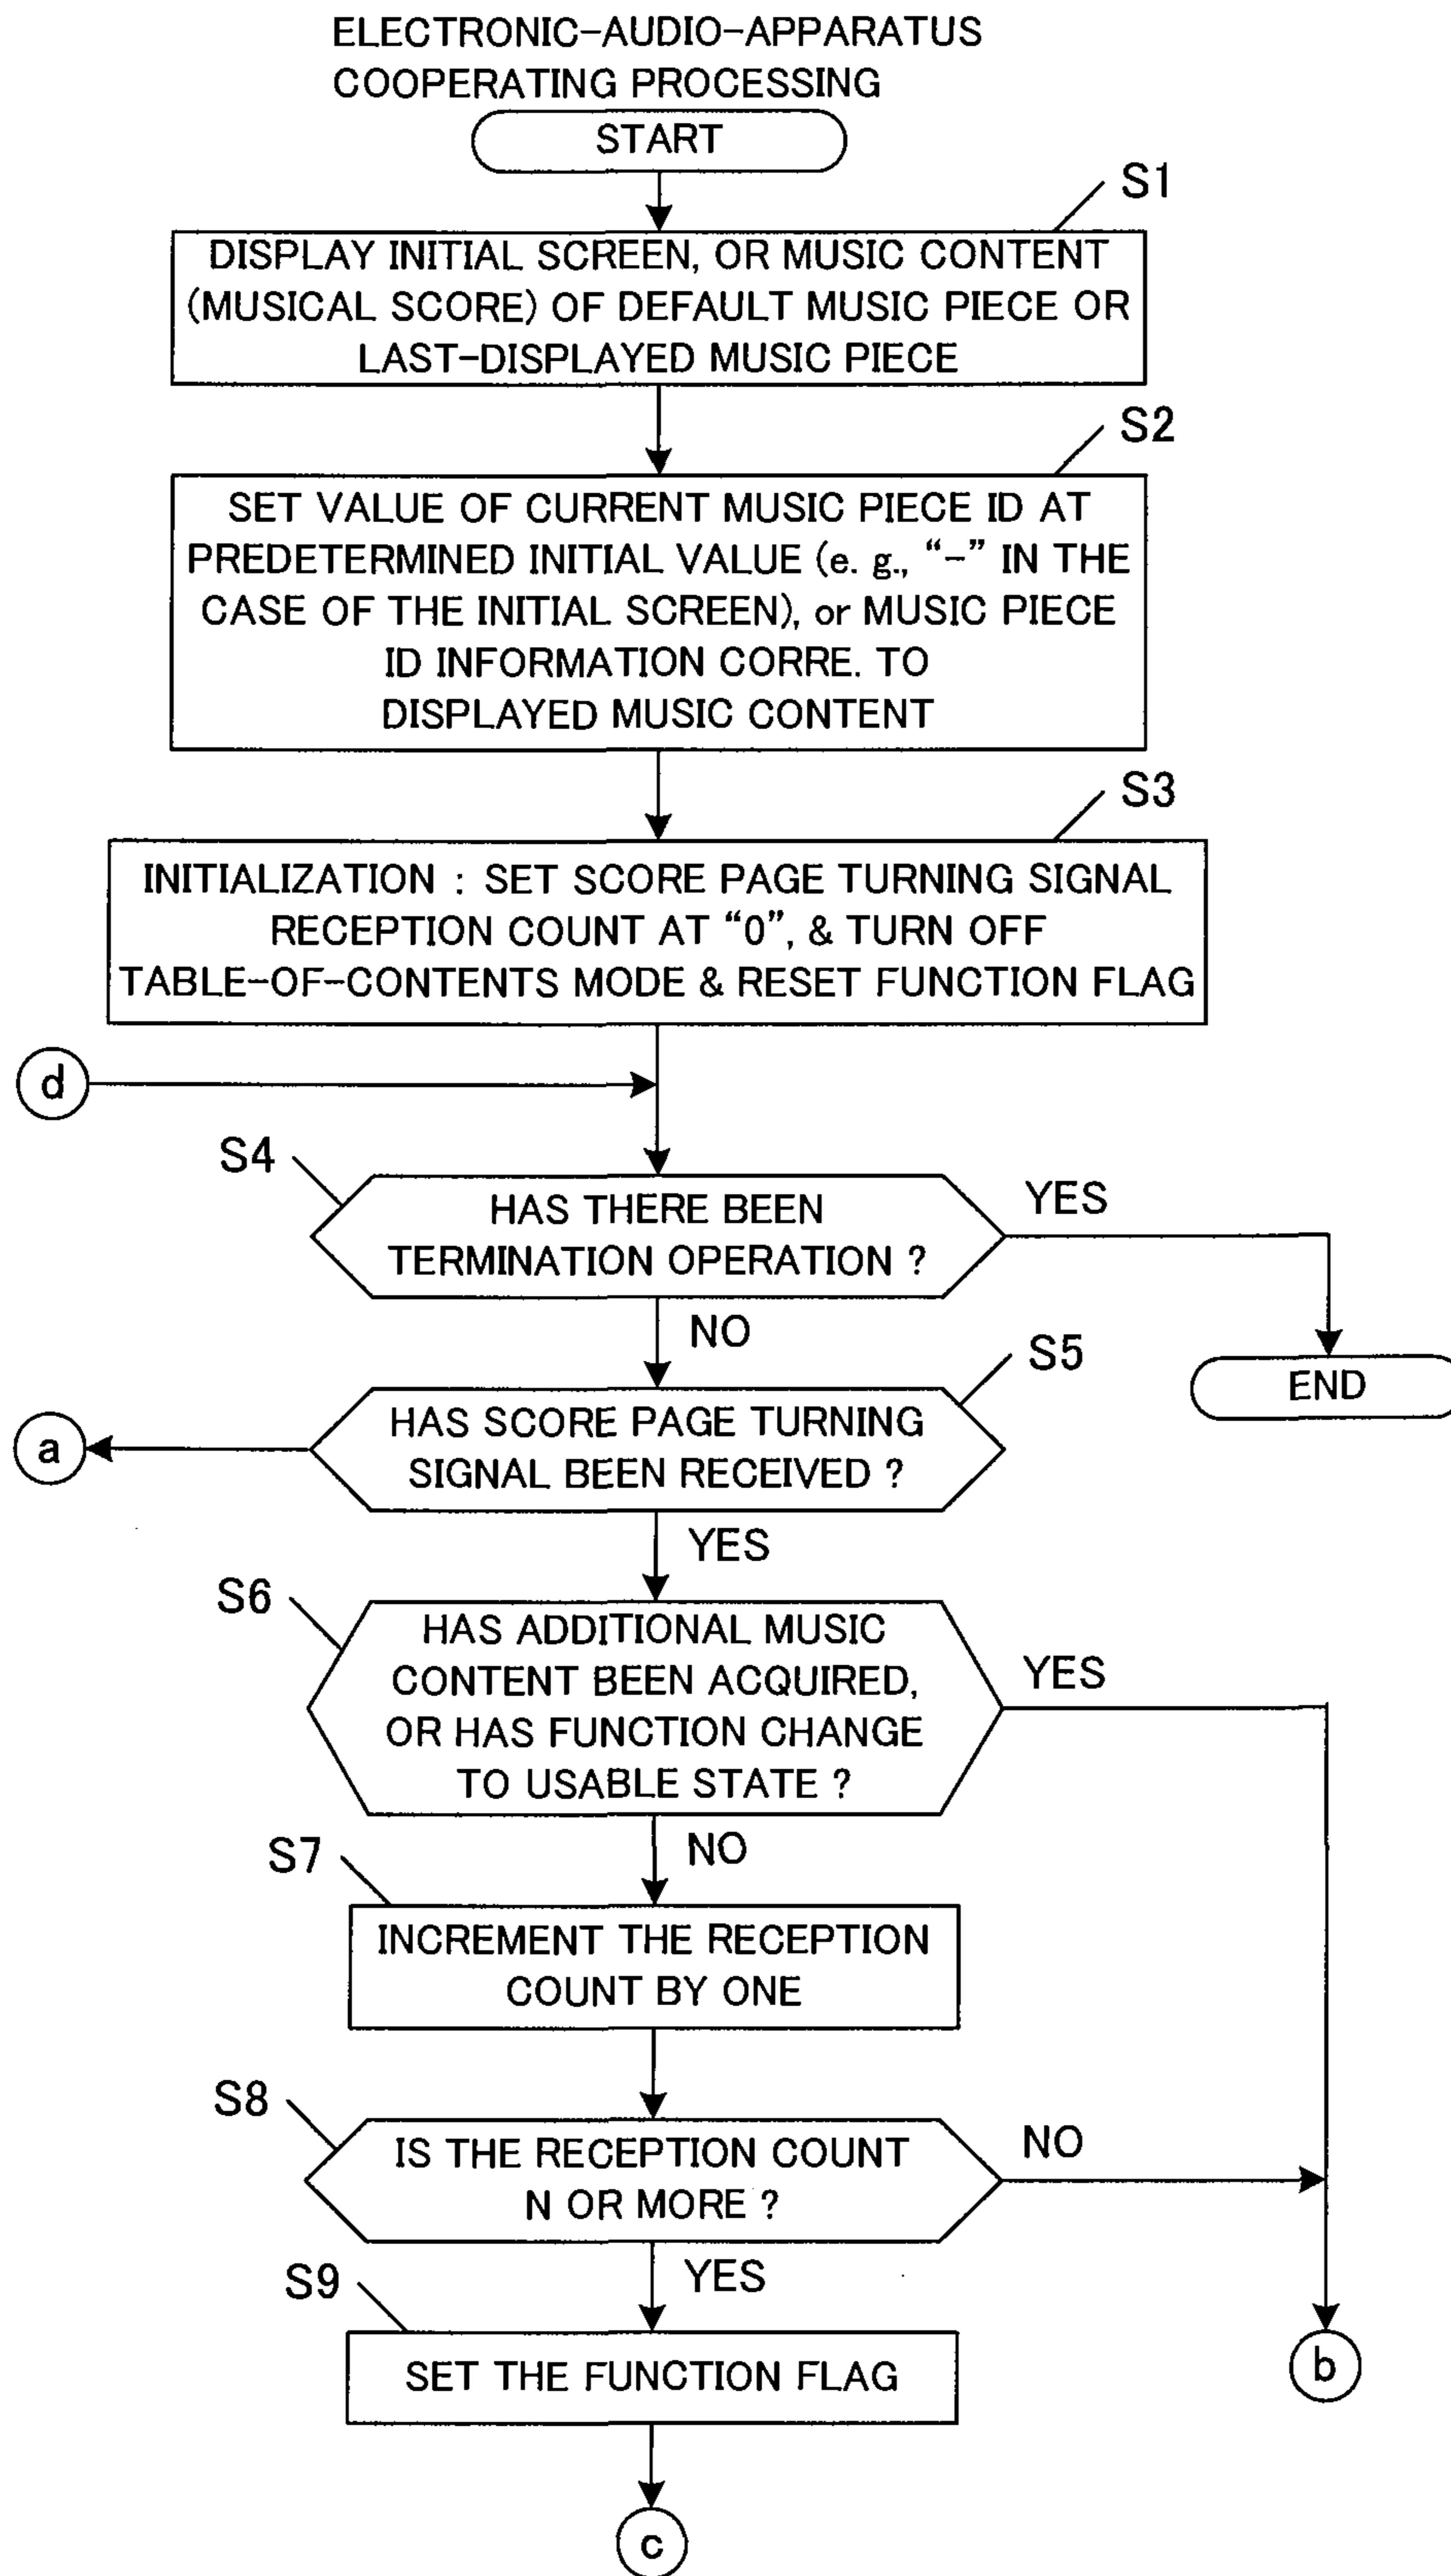 ELECTRONIC-AUDIO-APPARATUS
COOPERATING PROCESSING
START
S1
DISPLAY INITIAL SCREEN, OR MUSIC CONTENT
(MUSICAL SCORE) OF DEFAULT MUSIC PIECE OR
LAST-DISPLAYED MUSIC PIECE
S2
SET VALUE OF CURRENT MUSIC PIECE ID AT
PREDETERMINED INITIAL VALUE (e. g., “-” IN THE
CASE OF THE INITIAL SCREEN), or MUSIC PIECE
ID INFORMATION CORRE. TO
DISPLAYED MUSIC CONTENT
S3
INITIALIZATION : SET SCORE PAGE TURNING SIGNAL
RECEPTION COUNT AT “0”, & TURN OFF
TABLE-OF-CONTENTS MODE & RESET FUNCTION FLAG
d
S4
HAS THERE BEEN
TERMINATION OPERATION ?
YES
NO
END
S5
HAS SCORE PAGE TURNING
SIGNAL BEEN RECEIVED ?
a
YES
S6
HAS ADDITIONAL MUSIC
CONTENT BEEN ACQUIRED,
OR HAS FUNCTION CHANGE
TO USABLE STATE ?
YES
NO
S7
INCREMENT THE RECEPTION
COUNT BY ONE
S8
IS THE RECEPTION COUNT
N OR MORE ?
NO
YES
S9
SET THE FUNCTION FLAG
b
c